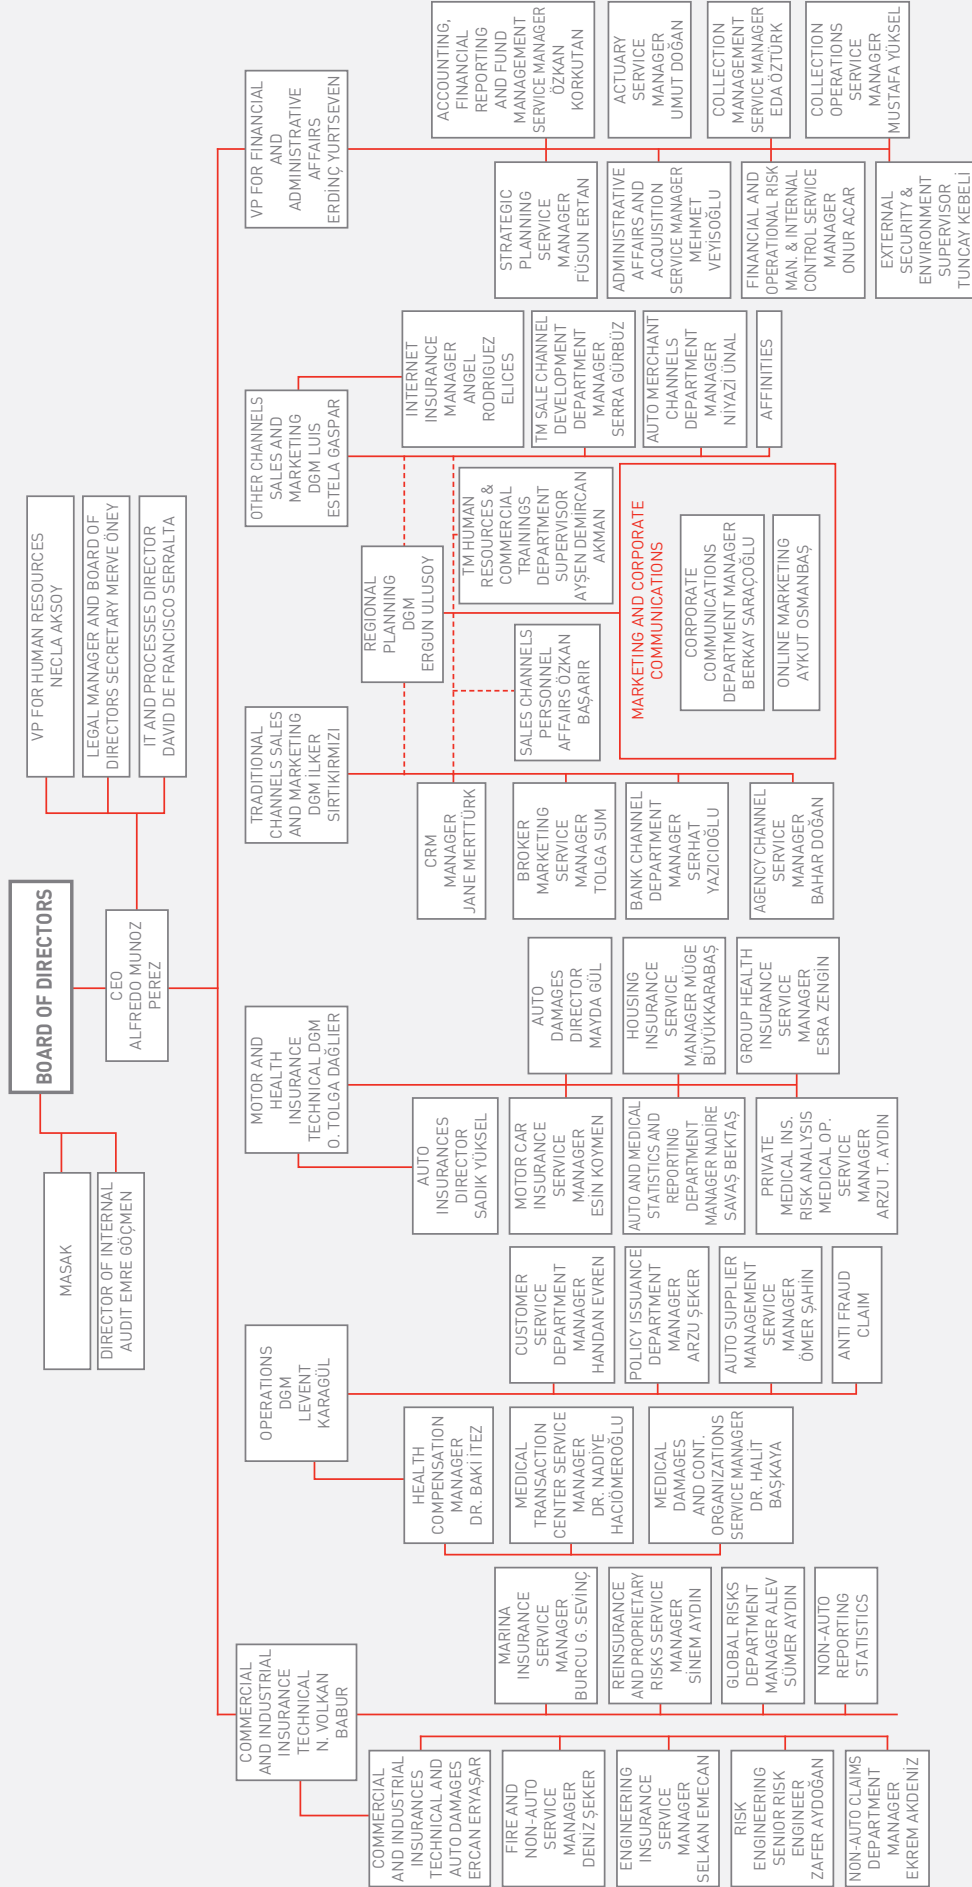 BOARD OF DIRECTORS
MASAK
DIRECTOR OF INTERNAL
AUDIT EMRE GÖÇMEN
CEO
ALFREDO MUNOZ
PEREZ
VP FOR HUMAN RESOURCES
NECLA AKSOY
LEGAL MANAGER AND BOARD OF
DIRECTORS SECRETARY MERVE ÖNEY
IT AND PROCESSES DIRECTOR
DAVID DE FRANCISCO SERRALTA
COMMERCIAL
AND INDUSTRIAL
INSURANCE
TECHNICAL
N. VOLKAN
BABUR
COMMERCIAL
AND INDUSTRIAL
INSURANCES
TECHNICAL AND
AUTO DAMAGES
ERCAN ERYAŞAR
FIRE AND
NON-AUTO
SERVICE
MANAGER
DENİZ ŞEKER
ENGINEERING
INSURANCE
SERVICE
MANAGER
SELKAN EMECAN
RISK
ENGINEERING
SENIOR RISK
ENGINEER
ZAFER AYDOĞAN
NON-AUTO CLAIMS
DEPARTMENT
MANAGER
EKREM AKDENİZ
MARINA
INSURANCE
SERVICE
MANAGER
BURCU G. SEVİNÇ
REINSURANCE
AND PROPRIETARY
RISKS SERVICE
MANAGER
SİNEM AYDIN
GLOBAL RISKS
DEPARTMENT
MANAGER ALEV
SÜMER AYDIN
NON-AUTO
REPORTING
STATISTICS
OPERATIONS
DGM
LEVENT
KARAGÜL
HEALTH
COMPENSATION
MANAGER
DR. BAKİ İTEZ
MEDICAL
TRANSACTION
CENTER SERVICE
MANAGER
DR. NADİYE
HACIÖMEROĞLU
MEDICAL
DAMAGES
AND CONT.
ORGANIZATIONS
SERVICE MANAGER
DR. HALİT
BAŞKAYA
CUSTOMER
SERVICE
DEPARTMENT
MANAGER
HANDAN EVREN
POLICY ISSUANCE
DEPARTMENT
MANAGER
ARZU ŞEKER
AUTO SUPPLIER
MANAGEMENT
SERVICE
MANAGER
ÖMER ŞAHİN
ANTI FRAUD
CLAIM
MOTOR AND
HEALTH
INSURANCE
TECHNICAL DGM
O. TOLGA DAĞLIER
AUTO
INSURANCES
DIRECTOR
SADIK YÜKSEL
MOTOR CAR
INSURANCE
SERVICE
MANAGER
ESİN KOYMEN
AUTO AND MEDICAL
STATISTICS AND
REPORTING
DEPARTMENT
MANAGER NADİRE
SAVAŞ BEKTAŞ
PRIVATE
MEDICAL INS.
RISK ANALYSIS
MEDICAL OP.
SERVICE
MANAGER
ARZU T. AYDIN
AUTO
DAMAGES
DIRECTOR
MAYDA GÜL
HOUSING
INSURANCE
SERVICE
MANAGER MÜGE
BÜYÜKKARABAŞ
GROUP HEALTH
INSURANCE
SERVICE
MANAGER
ESRA ZENGİN
TRADITIONAL
CHANNELS SALES
AND MARKETING
DGM İLKER
SIRTIKIRMIZI
CRM
MANAGER
JANE MERTTÜRK
BROKER
MARKETING
SERVICE
MANAGER
TOLGA SUM
BANK CHANNEL
DEPARTMENT
MANAGER
SERHAT
YAZICIOĞLU
AGENCY CHANNEL
SERVICE
MANAGER
BAHAR DOĞAN
REGIONAL
PLANNING
DGM
ERGUN ULUSOY
SALES CHANNELS
PERSONNEL
AFFAIRS ÖZKAN
BAŞARIR
TM HUMAN
RESOURCES &
COMMERCIAL
TRAININGS
DEPARTMENT
SUPERVISOR
AYŞEN DEMİRCAN
AKMAN
MARKETING AND CORPORATE
COMMUNICATIONS
CORPORATE
COMMUNICATIONS
DEPARTMENT MANAGER
BERKAY SARAÇOĞLU
ONLINE MARKETING
AYKUT OSMANBAŞ
OTHER CHANNELS
SALES AND
MARKETING
DGM LUIS
ESTELA GASPAR
INTERNET
INSURANCE
MANAGER
ANGEL
RODRIGUEZ
ELICES
TM SALE CHANNEL
DEVELOPMENT
DEPARTMENT
MANAGER
SERRA GÜRBÜZ
AUTO MERCHANT
CHANNELS
DEPARTMENT
MANAGER
NİYAZİ ÜNAL
AFFINITIES
VP FOR FINANCIAL
AND
ADMINISTRATIVE
AFFAIRS
ERDİNÇ YURTSEVEN
STRATEGIC
PLANNING
SERVICE
MANAGER
FÜSUN ERTAN
ADMINISTRATIVE
AFFAIRS AND
ACQUISITION
SERVICE MANAGER
MEHMET
VEYİSOĞLU
FINANCIAL AND
OPERATIONAL RISK
MAN. & INTERNAL
CONTROL SERVICE
MANAGER
ONUR ACAR
EXTERNAL
SECURITY &
ENVIRONMENT
SUPERVISOR
TUNCAY KEBELİ
ACCOUNTING,
FINANCIAL
REPORTING
AND FUND
MANAGEMENT
SERVICE MANAGER
ÖZKAN
KORKUTAN
ACTUARY
SERVICE
MANAGER
UMUT DOĞAN
COLLECTION
MANAGEMENT
SERVICE MANAGER
EDA ÖZTÜRK
COLLECTION
OPERATIONS
SERVICE
MANAGER
MUSTAFA YÜKSEL